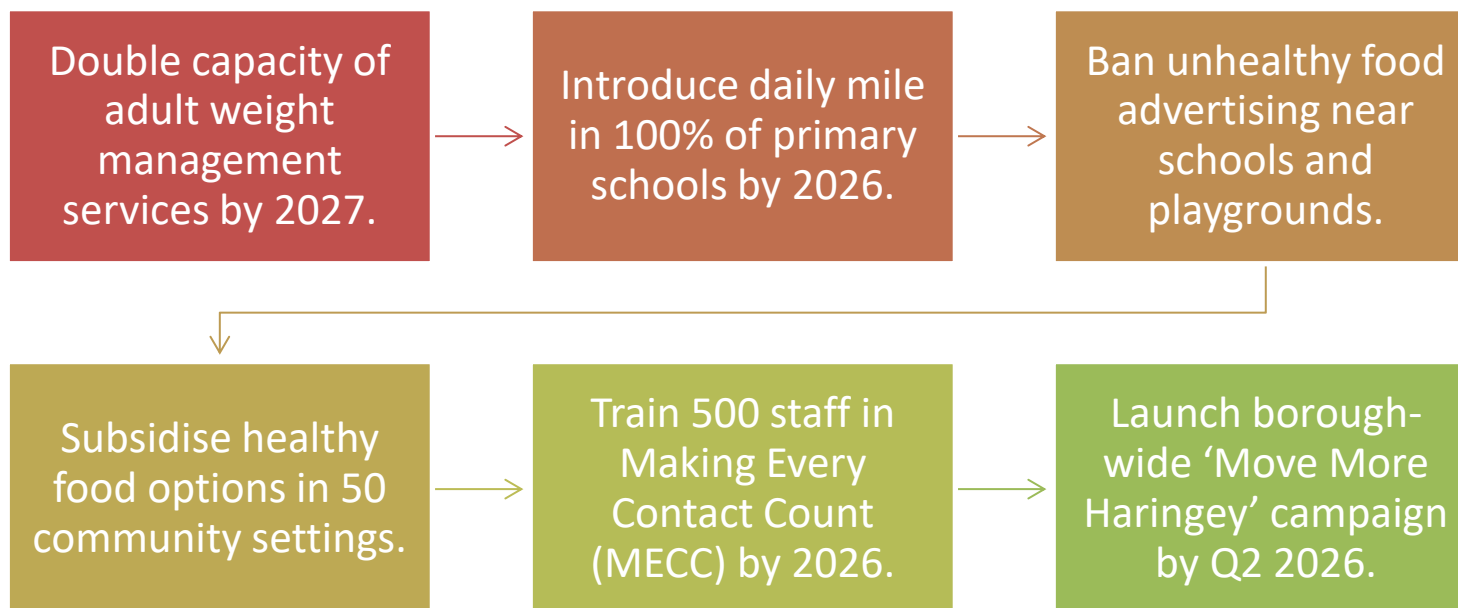 Double capacity of
adult weight
management
services by 2027.
Introduce daily mile
in 100% of primary
schools by 2026.
Ban unhealthy food
advertising near
schools and
playgrounds.
Subsidise healthy
food options in 50
community settings.
Train 500 staff in
Making Every
Contact Count
(MECC) by 2026.
Launch borough-
wide ‘Move More
Haringey’ campaign
by Q2 2026.